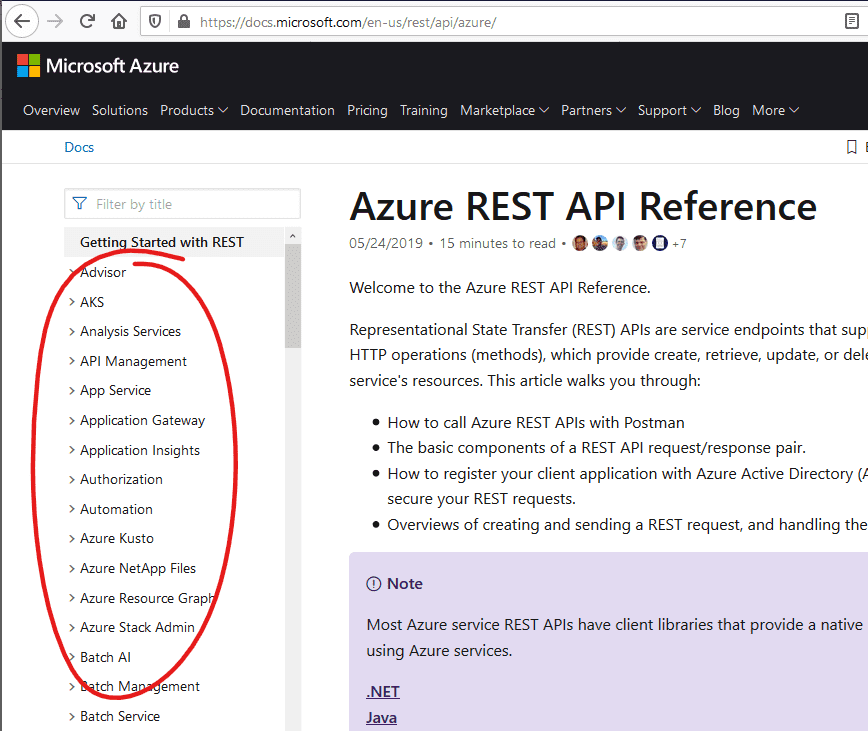 https://docs.microsoft.com/en-us/rest/api/azure/
Microsoft Azure
Overview Solutions Products Documentation Pricing Training Marketplace Partners Support Blog More
Docs
Filter by title
Getting Started with REST
Advisor
AKS
Analysis Services
API Management
App Service
Application Gateway
Application Insights
Authorization
Automation
Azure Kusto
Azure NetApp Files
Azure Resource Graph
Azure Stack Admin
Batch AI
Batch Management
Batch Service
Azure REST API Reference
05/24/2019 • 15 minutes to read • +7
Welcome to the Azure REST API Reference.
Representational State Transfer (REST) APIs are service endpoints that
HTTP operations (methods), which provide create, retrieve, update, or
service's resources. This article walks you through:
• How to call Azure REST APIs with Postman
• The basic components of a REST API request/response pair.
• How to register your client application with Azure Active Directory
secure your REST requests.
• Overviews of creating and sending a REST request, and handling the
Note
Most Azure service REST APIs have client libraries that provide a native
using Azure services.
.NET
Java